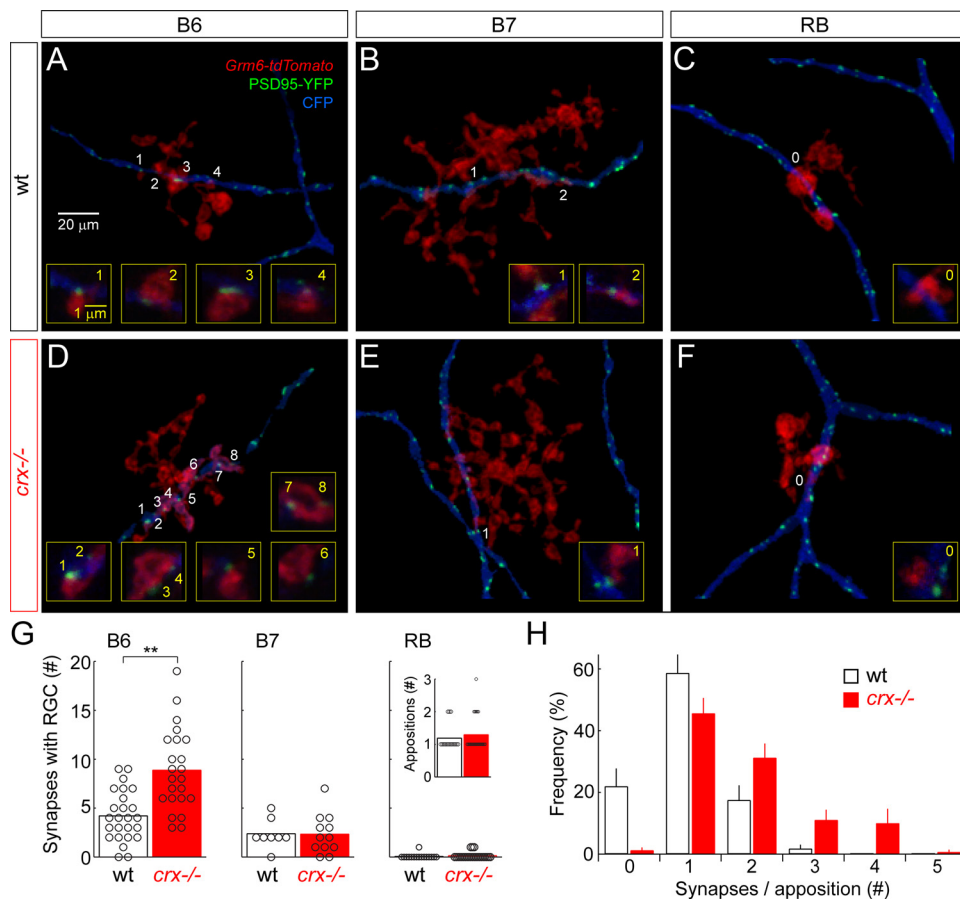 B6 B7 RB
wt
A
Grm6-tdTomato
PSD95-YFP
CFP
1 2 3 4
20 μm
1 2 3 4
1 μm
B
1 2
1 2
C
0
0
crx-/-
D
1 2 3 4 5 6 7 8
7 8
2 1 4 3 5 6
E
1
1
F
0
0
G
B6 B7 RB
Synapses with RGC (#)
20
15
10
5
0
**
wt crx-/- wt crx-/- wt crx-/-
Appositions (#)
3
2
1
0
H
Frequency (%)
60
40
20
0
wt
crx-/-
0 1 2 3 4 5
Synapses / apposition (#)